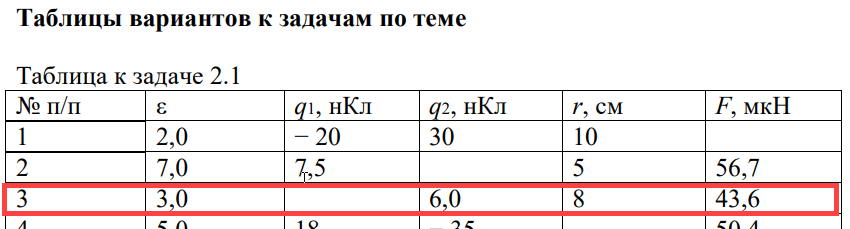 Таблицы вариантов к задачам по теме
Таблица к задаче 2.1
№ п/п ε q1, нКл q2, нКл r, см F, мкН
1 2,0 − 20 30 10
2 7,0 7,5 5 56,7
3 3,0 6,0 8 43,6
4 5,0 18 − 35 50,4